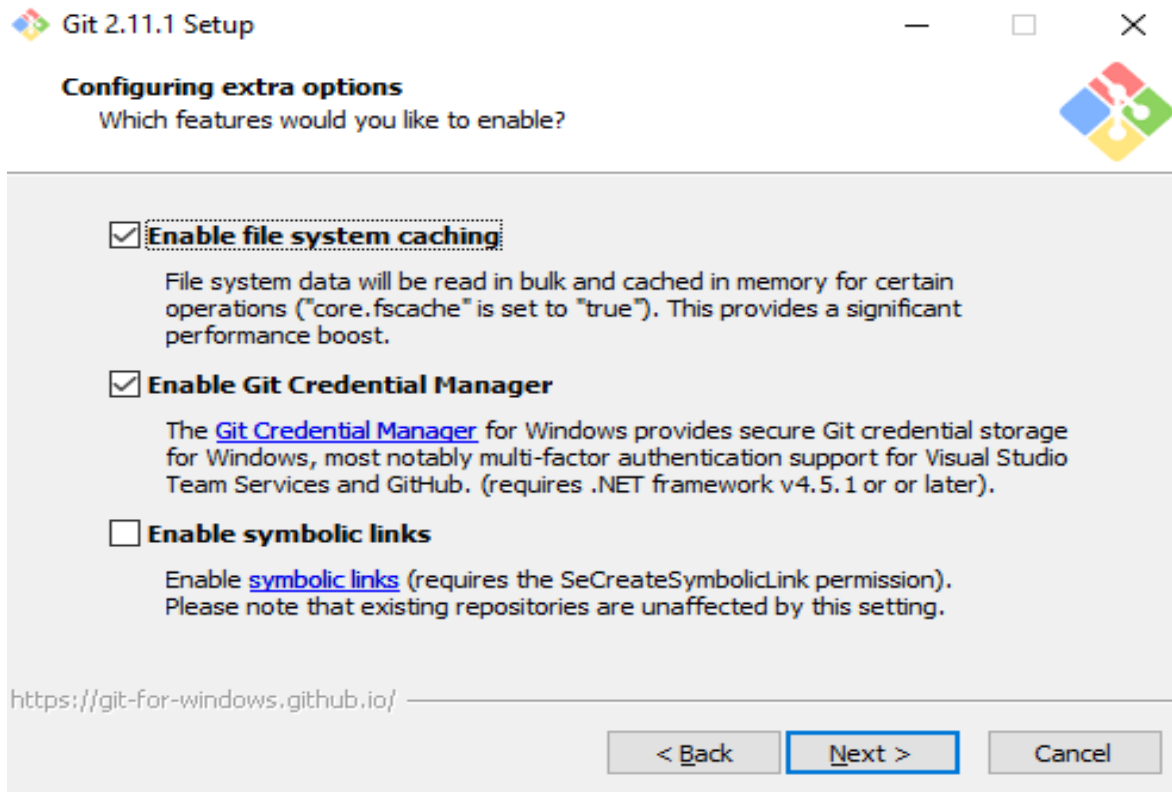 Git 2.11.1 Setup
Configuring extra options
Which features would you like to enable?
Enable file system caching
File system data will be read in bulk and cached in memory for certain
operations ("core.fscache" is set to "true"). This provides a significant
performance boost.
Enable Git Credential Manager
The Git Credential Manager for Windows provides secure Git credential storage
for Windows, most notably multi-factor authentication support for Visual Studio
Team Services and GitHub. (requires .NET framework v4.5.1 or or later).
Enable symbolic links
Enable symbolic links (requires the SeCreateSymbolicLink permission).
Please note that existing repositories are unaffected by this setting.
https://git-for-windows.github.io/
< Back Next > Cancel